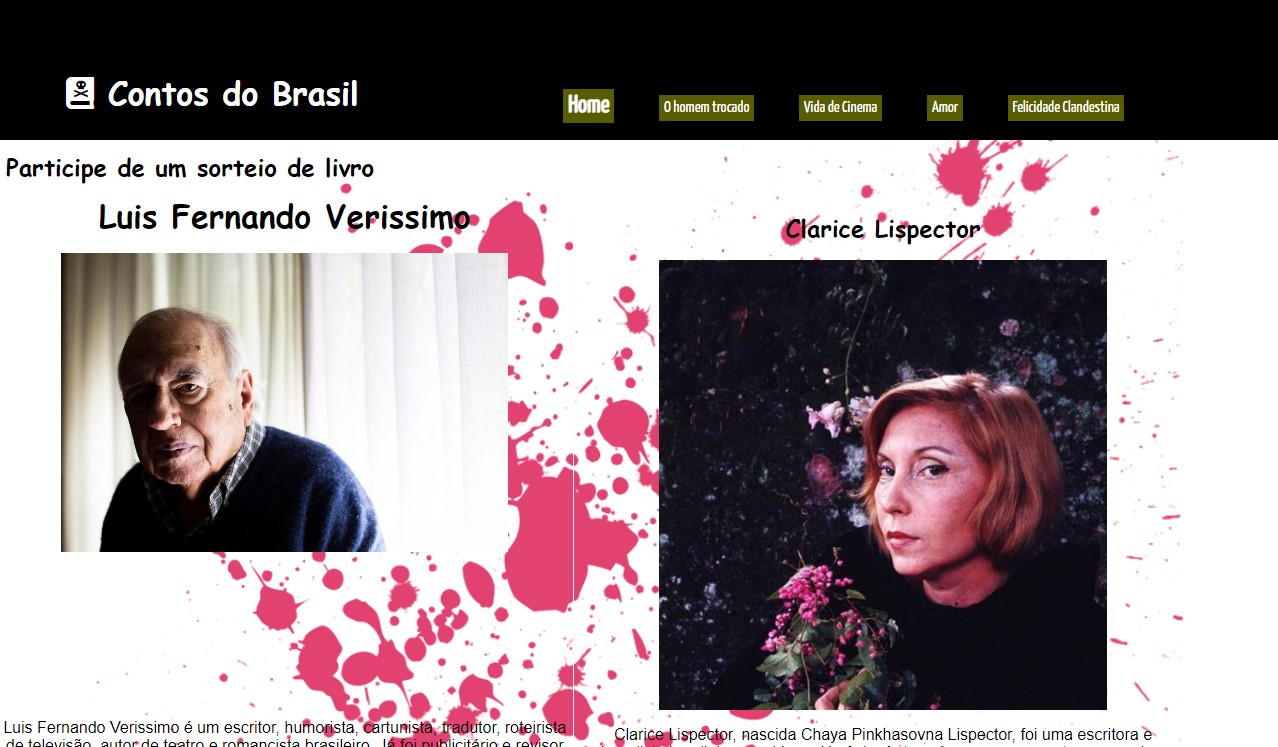 Contos do Brasil
Home
O homem trocado
Vida de Cinema
Amor
Felicidade Clandestina
Participe de um sorteio de livro
Luis Fernando Verissimo
Clarice Lispector
Luis Fernando Verissimo é um escritor, humorista, cartunista, tradutor, roteirista
de televisão, autor de teatro e romancista brasileiro. Já foi publicitário e revisor
Clarice Lispector, nascida Chaya Pinkhasovna Lispector, foi uma escritora e